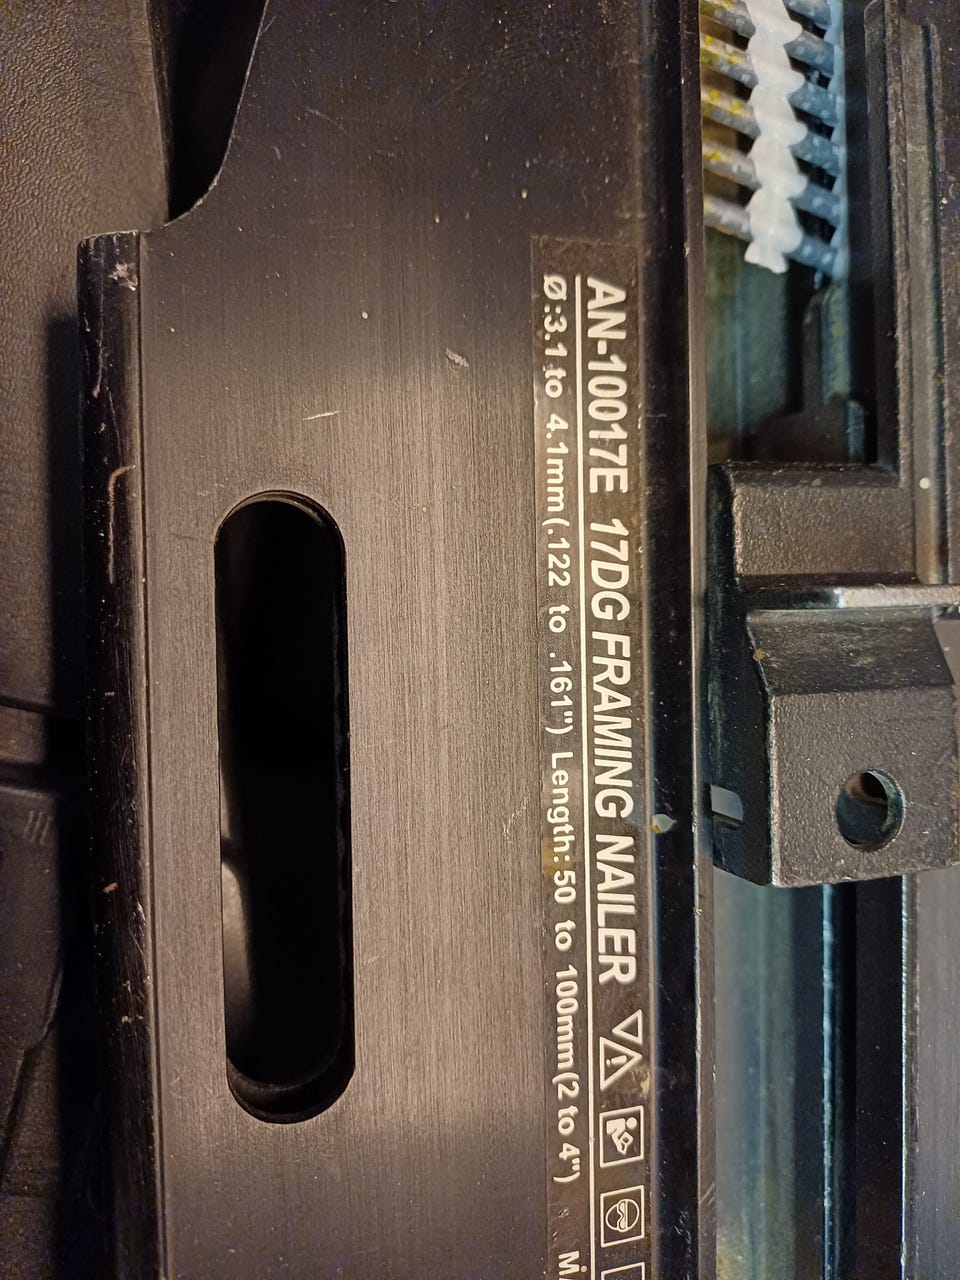 AN-10017E 17DG FRAMING NAILER
Ø:3.1 to 4.1mm(.122 to .161") Length: 50 to 100mm(2 to 4")